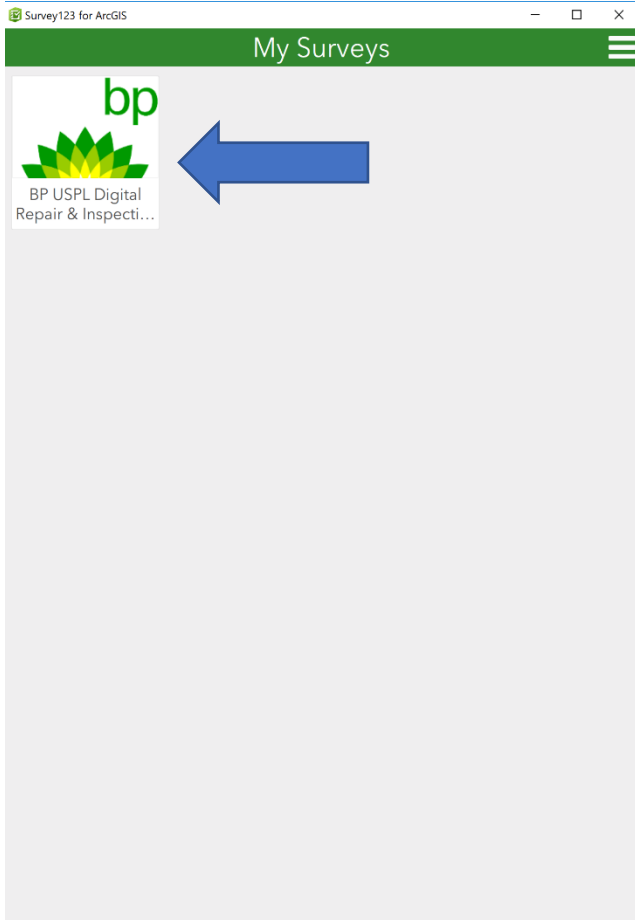 Survey123 for ArcGIS
My Surveys
bp
BP USPL Digital
Repair & Inspecti...